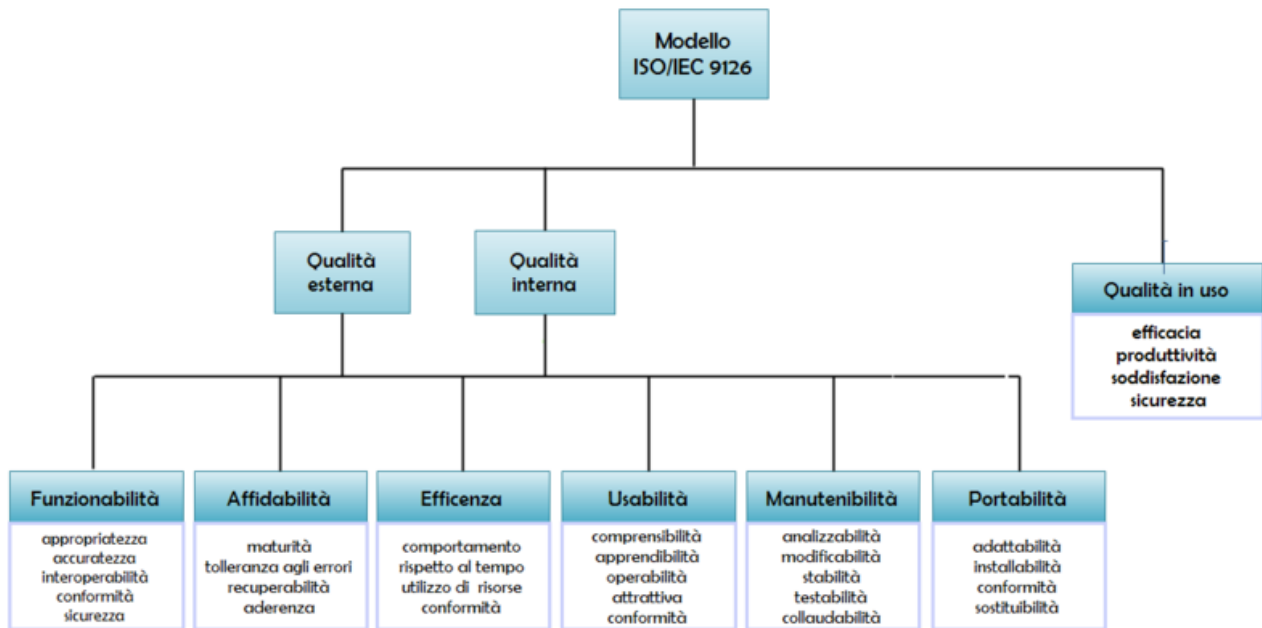 Modello
ISO/IEC 9126
Qualità
esterna
Qualità
interna
Qualità in uso
efficacia
produttività
soddisfazione
sicurezza
Funzionabilità
appropriatezza
accuratezza
interoperabilità
conformità
sicurezza
Affidabilità
maturità
tolleranza agli errori
recuperabilità
aderenza
Efficenza
comportamento
rispetto al tempo
utilizzo di risorse
conformità
Usabilità
comprensibilità
apprendibilità
operabilità
attrattiva
conformità
Manutenibilità
analizzabilità
modificabilità
stabilità
testabilità
collaudabilità
Portabilità
adattabilità
installabilità
conformità
sostituibilità